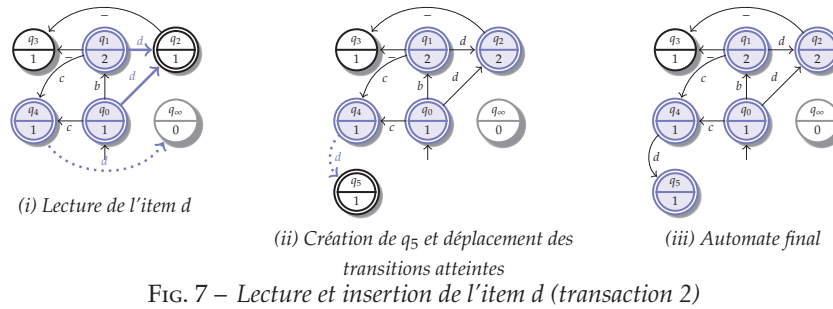 – – –
q3 q1 d q2 q3 q1 d q2 q3 q1 d q2
1 – 2 1 1 – 2 2 1 – 2 2
c d c d c d
q4 b q0 q∞ q4 b q0 q∞ q4 b q0 q∞
1 c 1 0 1 c 1 0 1 c 1 0
d d d
q5 q5
1 1
(i) Lecture de l'item d
(ii) Création de q5 et déplacement des
transitions atteintes
(iii) Automate final
FIG. 7 – Lecture et insertion de l'item d (transaction 2)